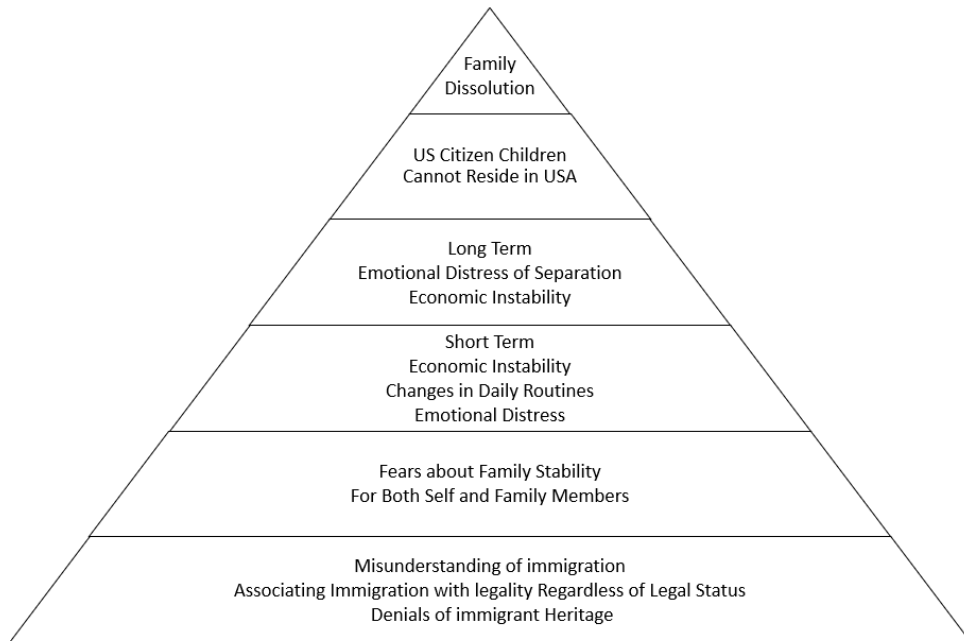 Family
Dissolution
US Citizen Children
Cannot Reside in USA
Long Term
Emotional Distress of Separation
Economic Instability
Short Term
Economic Instability
Changes in Daily Routines
Emotional Distress
Fears about Family Stability
For Both Self and Family Members
Misunderstanding of immigration
Associating Immigration with legality Regardless of Legal Status
Denials of immigrant Heritage